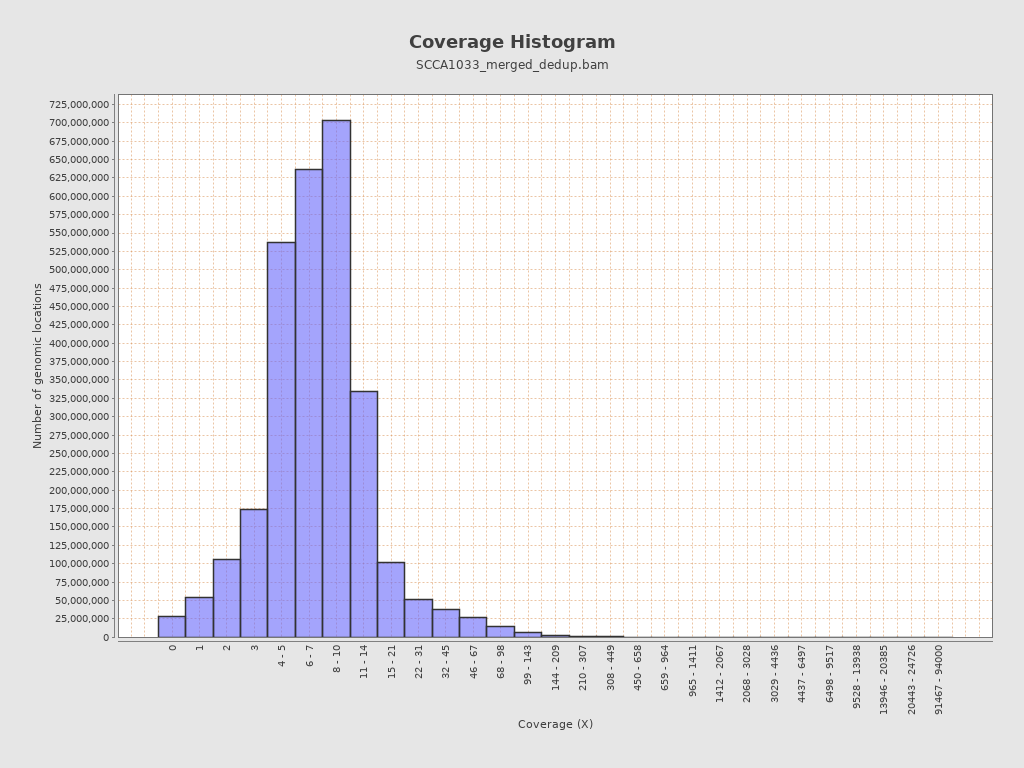 Coverage Histogram
SCCA1033_merged_dedup.bam
Number of genomic locations
725,000,000
700,000,000
675,000,000
650,000,000
625,000,000
600,000,000
575,000,000
550,000,000
525,000,000
500,000,000
475,000,000
450,000,000
425,000,000
400,000,000
375,000,000
350,000,000
325,000,000
300,000,000
275,000,000
250,000,000
225,000,000
200,000,000
175,000,000
150,000,000
125,000,000
100,000,000
75,000,000
50,000,000
25,000,000
0
0
1
2
3
4 - 5
6 - 7
8 - 10
11 - 14
15 - 21
22 - 31
32 - 45
46 - 67
68 - 98
99 - 143
144 - 209
210 - 307
308 - 449
450 - 658
659 - 964
965 - 1411
1412 - 2067
2068 - 3028
3029 - 4436
4437 - 6497
6498 - 9517
9528 - 13938
13946 - 20385
20443 - 24726
91467 - 94000
Coverage (X)